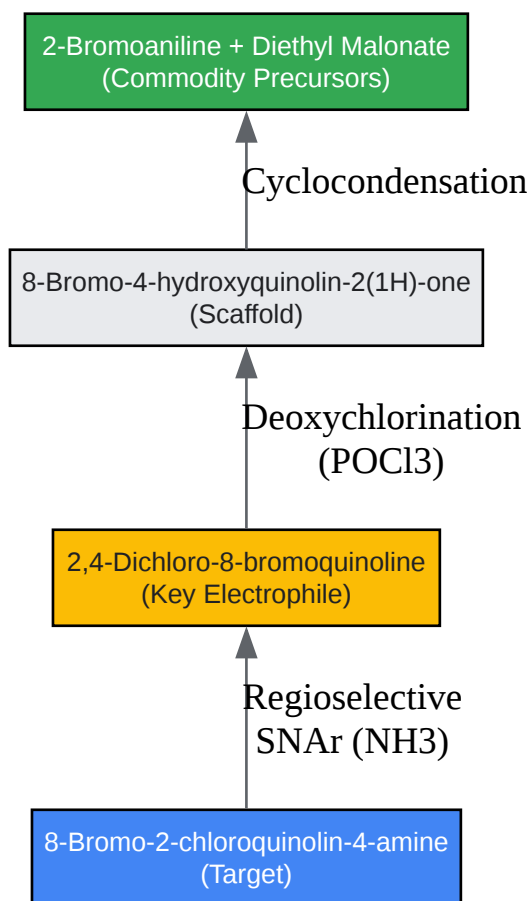 2-Bromoaniline + Diethyl Malonate
(Commodity Precursors)
Cyclocondensation
8-Bromo-4-hydroxyquinolin-2(1H)-one
(Scaffold)
Deoxychlorination
(POCl3)
2,4-Dichloro-8-bromoquinoline
(Key Electrophile)
Regioselective
SNAr (NH3)
8-Bromo-2-chloroquinolin-4-amine
(Target)